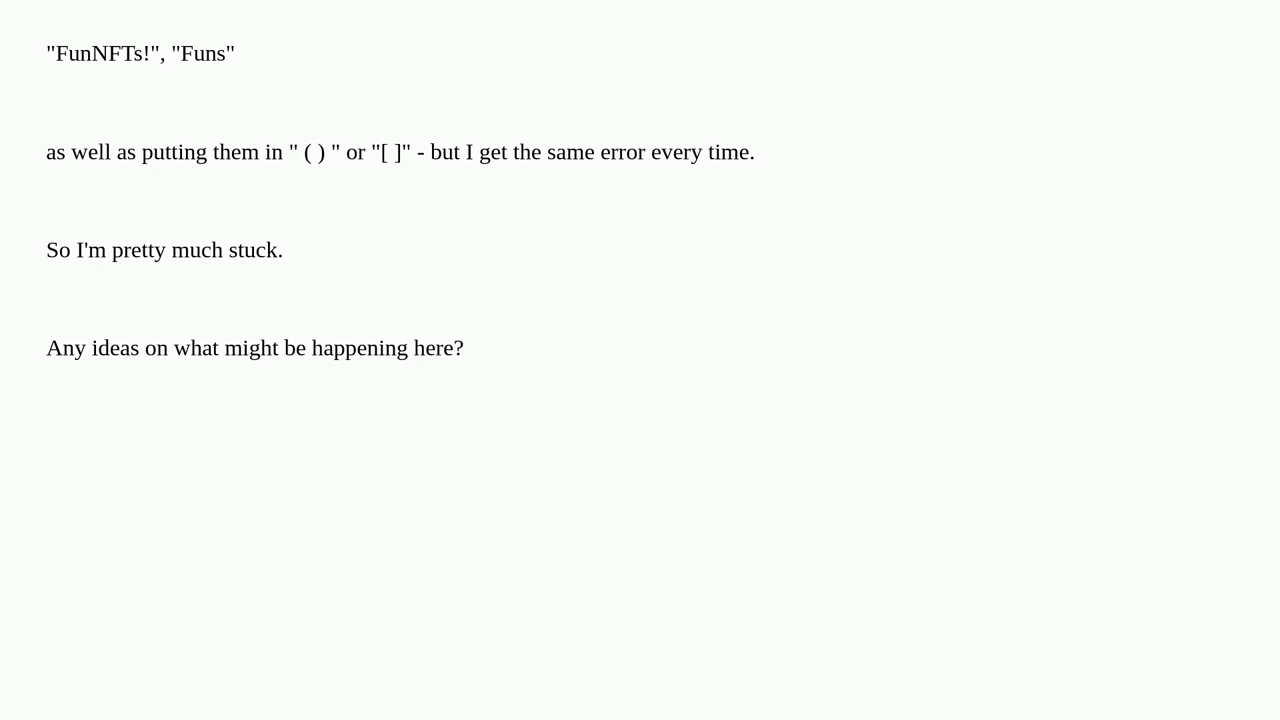 "FunNFTs!", "Funs"
as well as putting them in " ( ) " or "[ ]" - but I get the same error every time.
So I'm pretty much stuck.
Any ideas on what might be happening here?